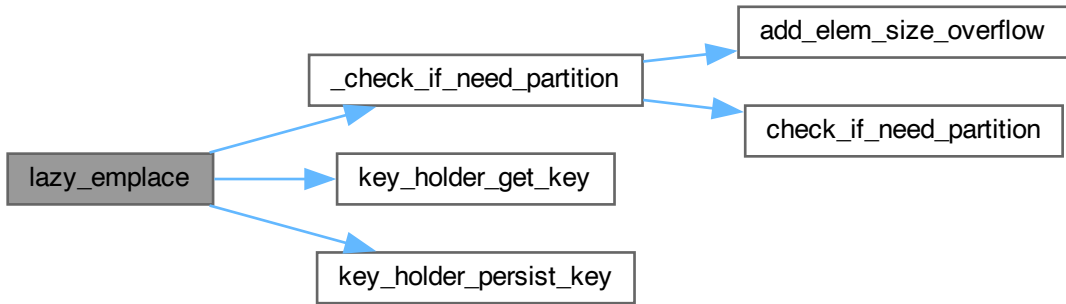 lazy_emplace
_check_if_need_partition
add_elem_size_overflow
check_if_need_partition
key_holder_get_key
key_holder_persist_key